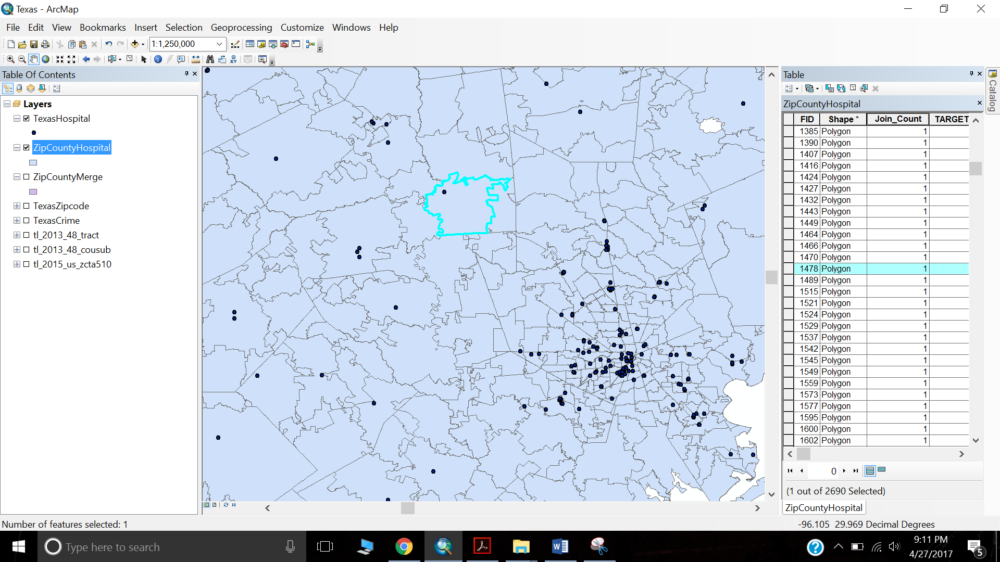 Texas - ArcMap
File Edit View Bookmarks Insert Selection Geoprocessing Customize Windows Help
1:1,250,000
Table Of Contents
Layers
TexasHospital
ZipCountyHospital
ZipCountyMerge
TexasZipcode
TexasCrime
tl_2013_48_tract
tl_2013_48_cousub
tl_2015_us_zcta510
Table
ZipCountyHospital
FID Shape * Join_Count TARGET
1385 Polygon 1
1390 Polygon 1
1407 Polygon 1
1416 Polygon 1
1424 Polygon 1
1427 Polygon 1
1432 Polygon 1
1443 Polygon 1
1449 Polygon 1
1464 Polygon 1
1466 Polygon 1
1470 Polygon 1
1478 Polygon 1
1489 Polygon 1
1515 Polygon 1
1521 Polygon 1
1524 Polygon 1
1529 Polygon 1
1537 Polygon 1
1542 Polygon 1
1545 Polygon 1
1549 Polygon 1
1559 Polygon 1
1573 Polygon 1
1577 Polygon 1
1595 Polygon 1
1600 Polygon 1
1602 Polygon 1
0
(1 out of 2690 Selected)
ZipCountyHospital
Catalog
Number of features selected: 1
-96.105 29.969 Decimal Degrees
Type here to search
9:11 PM
4/27/2017
5